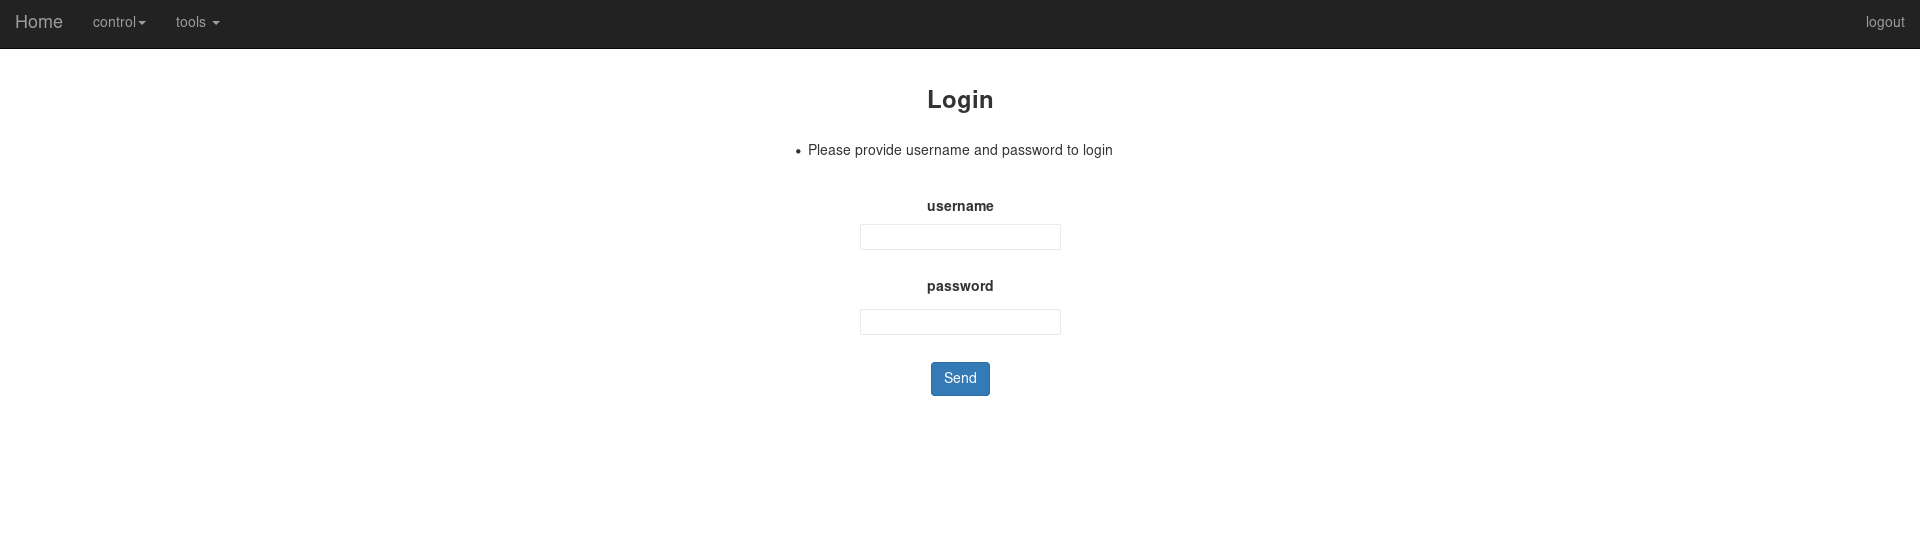 Home control tools logout
Login
• Please provide username and password to login
username
password
Send